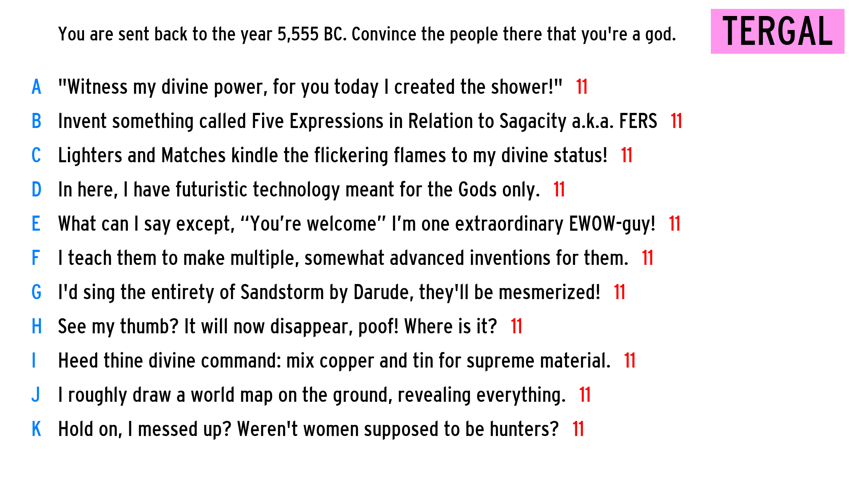 You are sent back to the year 5,555 BC. Convince the people there that you're a god.
TERGAL
A "Witness my divine power, for you today I created the shower!" 11
B Invent something called Five Expressions in Relation to Sagacity a.k.a. FERS 11
C Lighters and Matches kindle the flickering flames to my divine status! 11
D In here, I have futuristic technology meant for the Gods only. 11
E What can I say except, “You’re welcome” I’m one extraordinary EWOW-guy! 11
F I teach them to make multiple, somewhat advanced inventions for them. 11
G I'd sing the entirety of Sandstorm by Darude, they'll be mesmerized! 11
H See my thumb? It will now disappear, poof! Where is it? 11
I Heed thine divine command: mix copper and tin for supreme material. 11
J I roughly draw a world map on the ground, revealing everything. 11
K Hold on, I messed up? Weren't women supposed to be hunters? 11